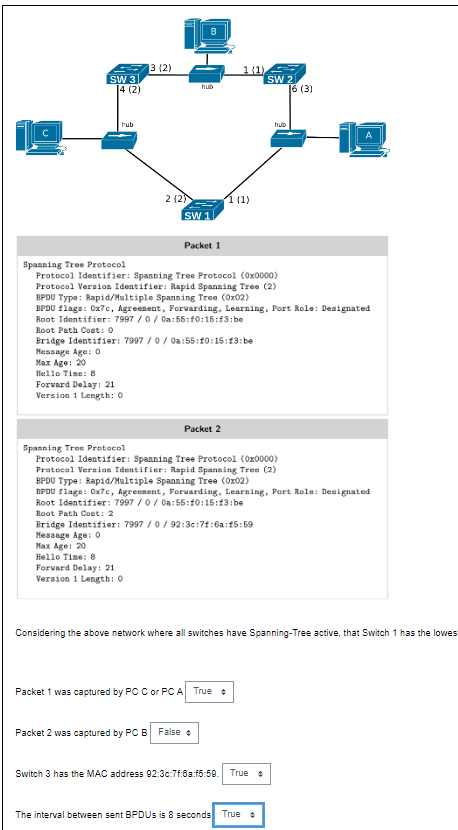 B
3 (2)
1 (1)
SW 3
hub
SW 2
4 (2)
6 (3)
hub
hub
C
A
2 (2)
1 (1)
SW 1
Packet 1
Spanning Tree Protocol
Protocol Identifier: Spanning Tree Protocol (0x0000)
Protocol Version Identifier: Rapid Spanning Tree (2)
BPDU Type: Rapid/Multiple Spanning Tree (0x02)
BPDU flags: 0x7c, Agreement, Forwarding, Learning, Port Role: Designated
Root Identifier: 7997 / 0 / 0a:55:f0:15:f3:be
Root Path Cost: 0
Bridge Identifier: 7997 / 0 / 0a:55:f0:15:f3:be
Message Age: 0
Max Age: 20
Hello Time: 8
Forward Delay: 21
Version 1 Length: 0
Packet 2
Spanning Tree Protocol
Protocol Identifier: Spanning Tree Protocol (0x0000)
Protocol Version Identifier: Rapid Spanning Tree (2)
BPDU Type: Rapid/Multiple Spanning Tree (0x02)
BPDU flags: 0x7c, Agreement, Forwarding, Learning, Port Role: Designated
Root Identifier: 7997 / 0 / 0a:55:f0:15:f3:be
Root Path Cost: 2
Bridge Identifier: 7997 / 0 / 92:3c:7f:6a:f5:59
Message Age: 0
Max Age: 20
Hello Time: 8
Forward Delay: 21
Version 1 Length: 0
Considering the above network where all switches have Spanning-Tree active, that Switch 1 has the lowes
Packet 1 was captured by PC C or PC A True
Packet 2 was captured by PC B False
Switch 3 has the MAC address 92:3c:7f:6a:f5:59. True
The interval between sent BPDUs is 8 seconds True